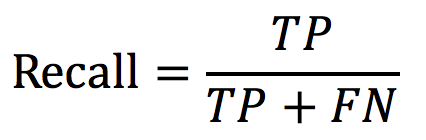 Recall = TP / TP + FN